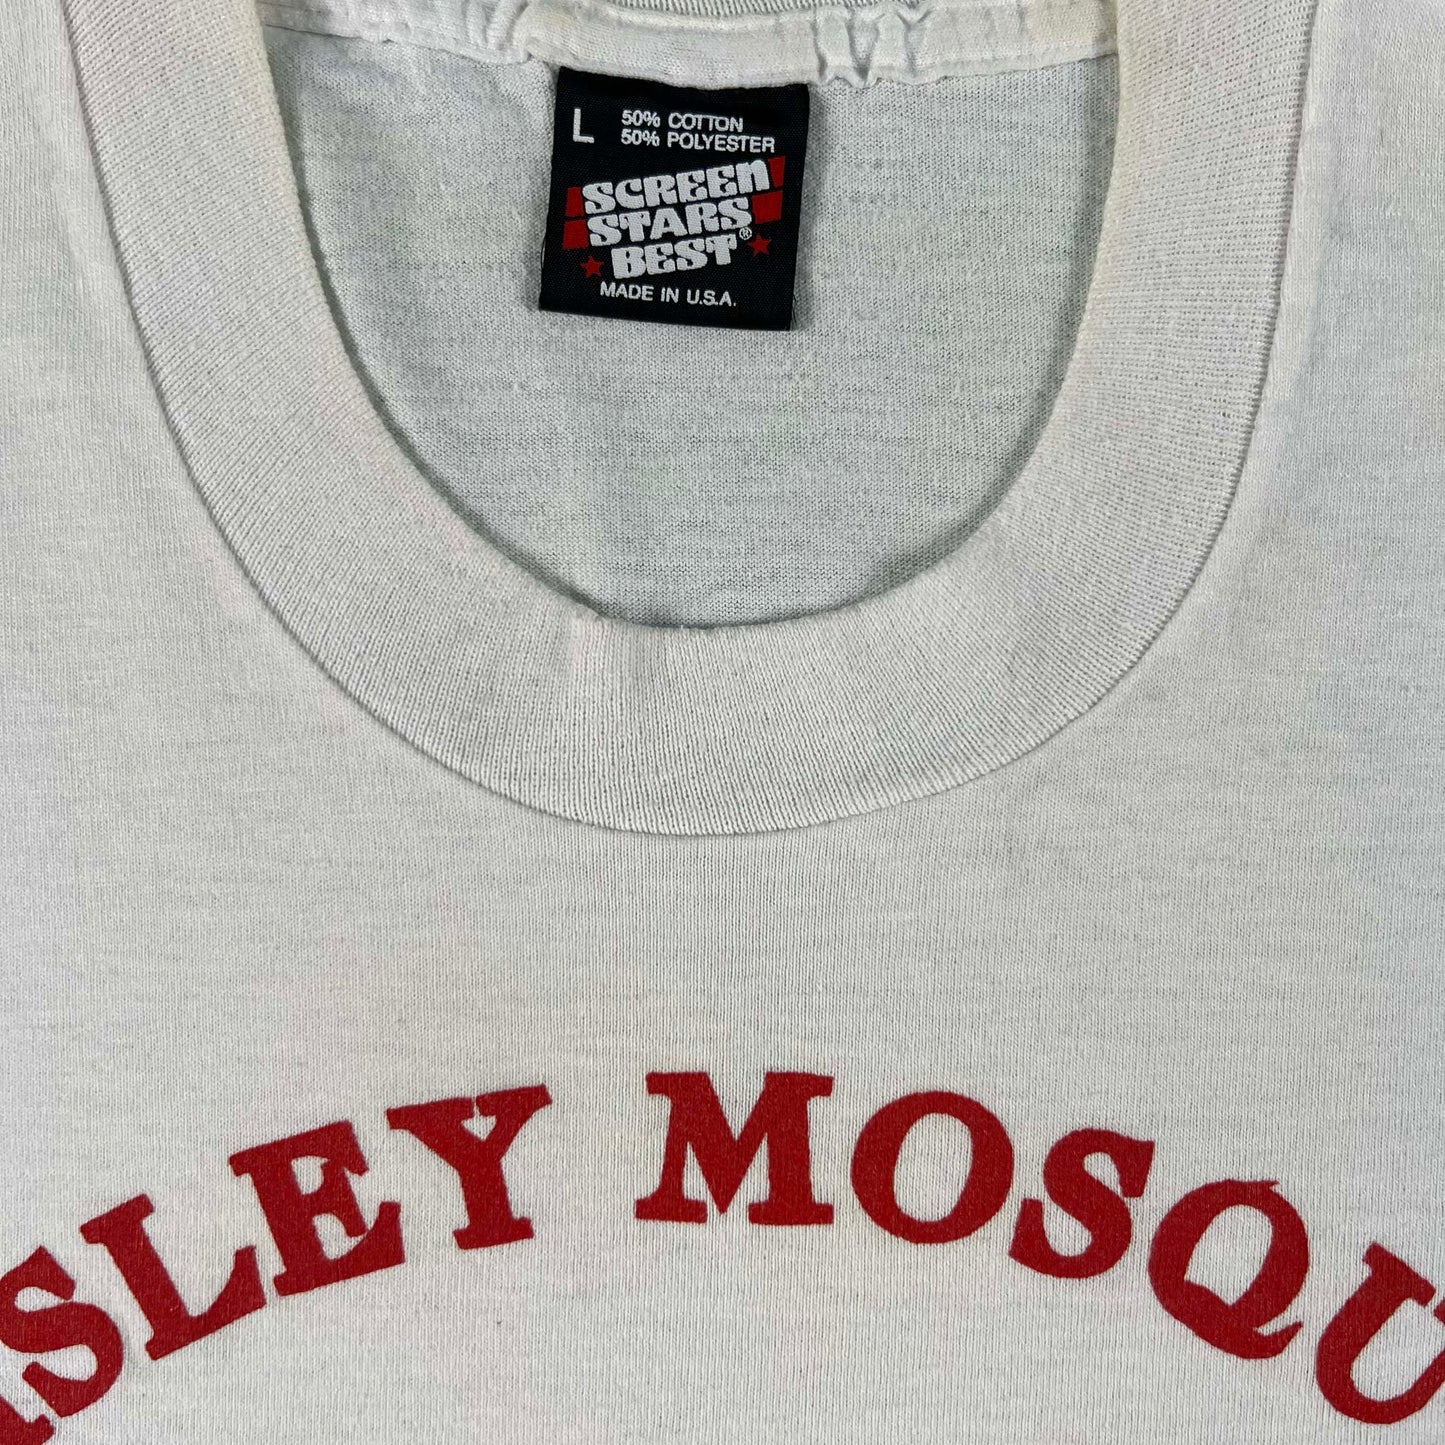 L 50% COTTON
50% POLYESTER
SCREEN
STARS
BEST®
MADE IN U.S.A.
SLEY MOSQU